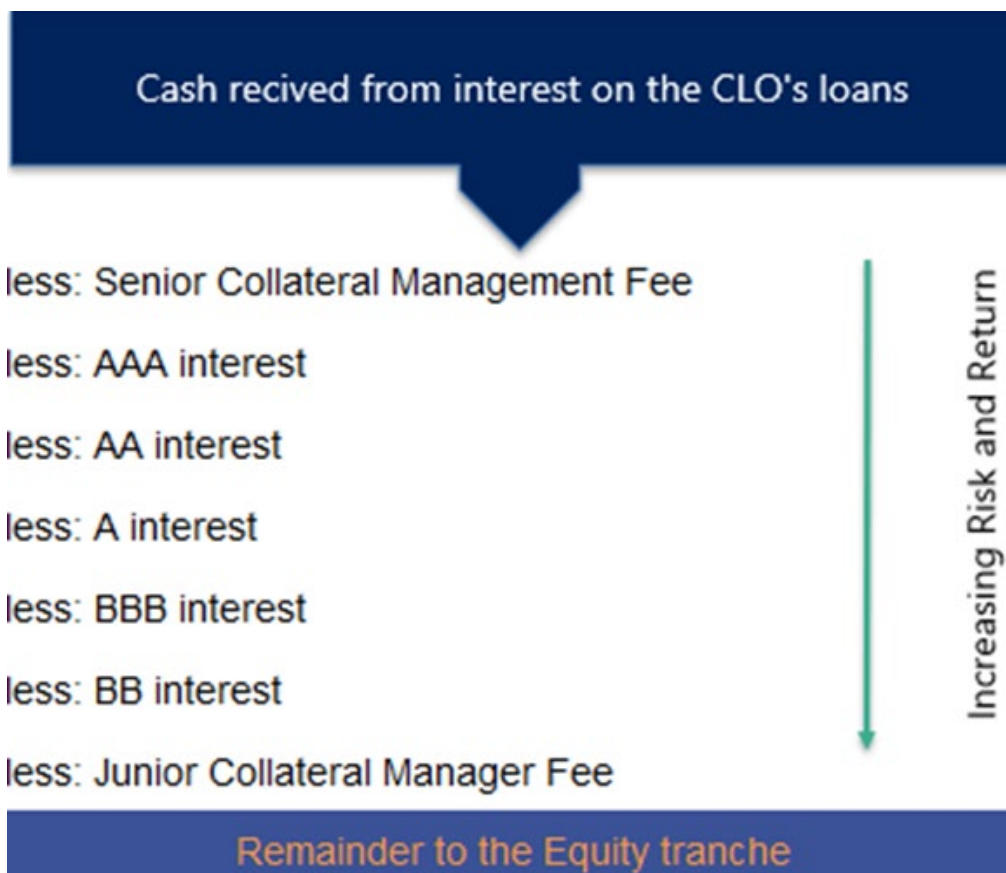 Cash recived from interest on the CLO's loans
less: Senior Collateral Management Fee
less: AAA interest
less: AA interest
less: A interest
less: BBB interest
less: BB interest
less: Junior Collateral Manager Fee
Increasing Risk and Return
Remainder to the Equity tranche